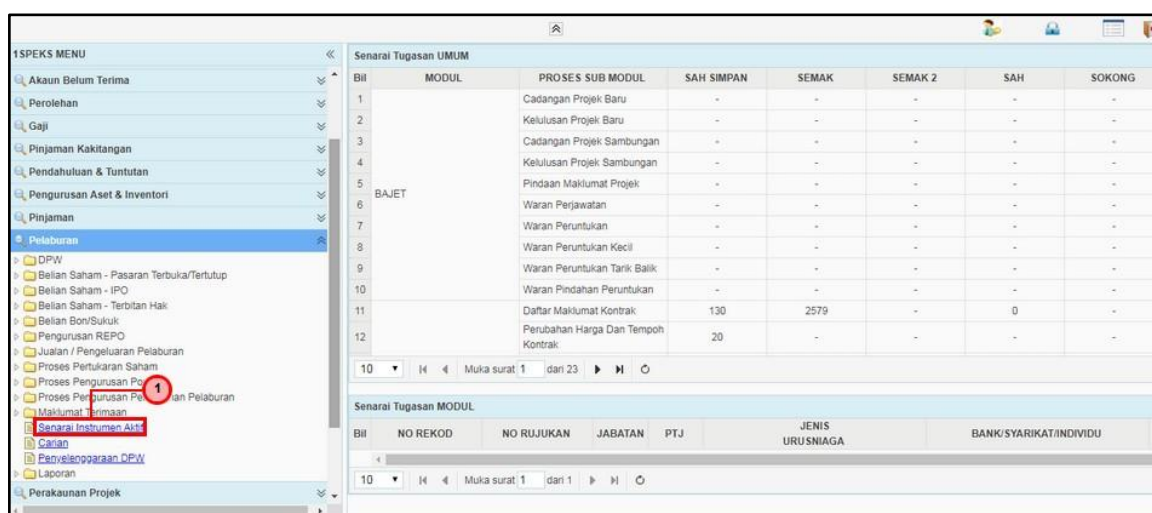 1SPEKS MENU
Akaun Belum Terima
Perolehan
Gaji
Pinjaman Kakitangan
Pendahuluan & Tuntutan
Pengurusan Aset & Inventori
Pinjaman
Pelaburan
DPW
Belian Saham - Pasaran Terbuka/Tertutup
Belian Saham - IPO
Belian Saham - Terbitan Hak
Belian Bon/Sukuk
Pengurusan REPO
Jualan / Pengeluaran Pelaburan
Proses Pertukaran Saham
Proses Pengurusan
Proses Pengurusan Pelaburan
Maklumat Terimaan
Senarai Instrumen Aktif
Carian
Penyelenggaraan DPW
Laporan
Perakaunan Projek
1
Senarai Tugasan UMUM
Bil MODUL PROSES SUB MODUL SAH SIMPAN SEMAK SEMAK 2 SAH SOKONG
1 Cadangan Projek Baru - - - - -
2 Kelulusan Projek Baru - - - - -
3 Cadangan Projek Sambungan - - - - -
4 Kelulusan Projek Sambungan - - - - -
5 Pindaan Maklumat Projek - - - - -
BAJET
6 Waran Perjawatan - - - - -
7 Waran Peruntukan - - - - -
8 Waran Peruntukan Kecil - - - - -
9 Waran Peruntukan Tarik Balik - - - - -
10 Waran Pindahan Peruntukan - - - - -
11 Daftar Maklumat Kontrak 130 2579 - 0 -
12 Perubahan Harga Dan Tempoh Kontrak 20 - - - -
10 Muka surat 1 dari 23
Senarai Tugasan MODUL
Bil NO REKOD NO RUJUKAN JABATAN PTJ JENIS URUSNIAGA BANK/SYARIKAT/INDIVIDU
10 Muka surat 1 dari 1